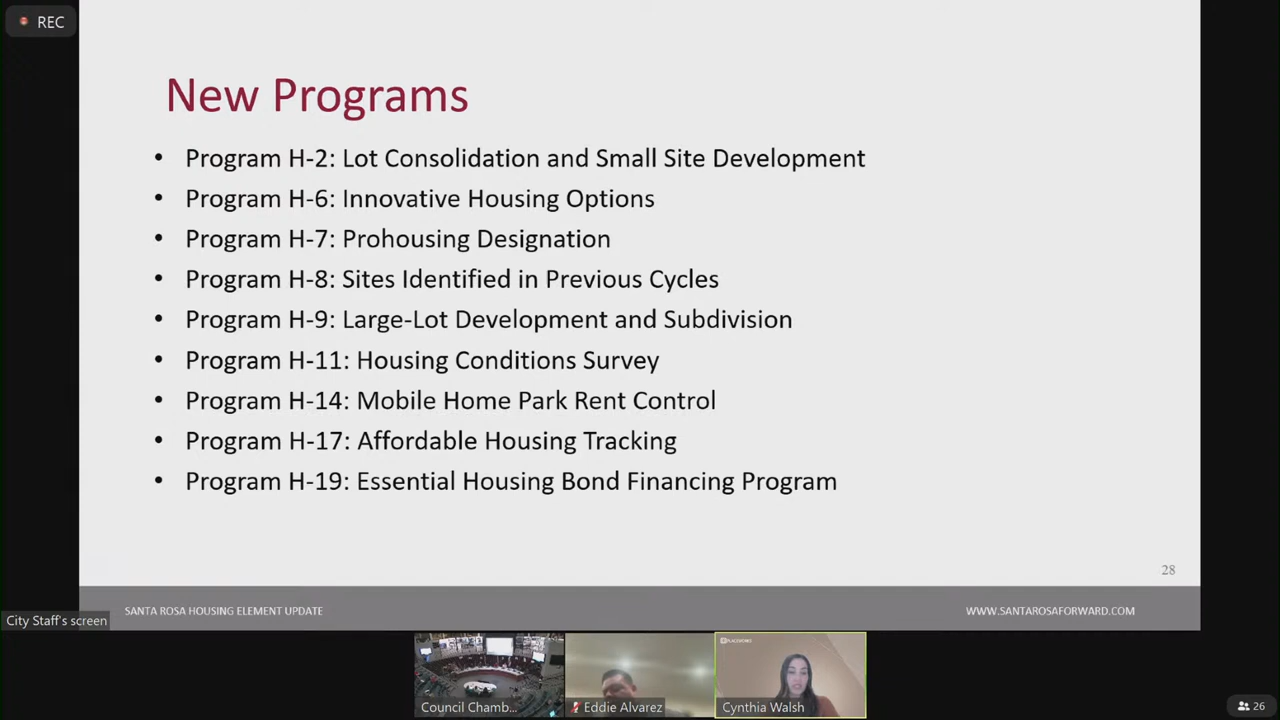 REC
New Programs
• Program H-2: Lot Consolidation and Small Site Development
• Program H-6: Innovative Housing Options
• Program H-7: Prohousing Designation
• Program H-8: Sites Identified in Previous Cycles
• Program H-9: Large-Lot Development and Subdivision
• Program H-11: Housing Conditions Survey
• Program H-14: Mobile Home Park Rent Control
• Program H-17: Affordable Housing Tracking
• Program H-19: Essential Housing Bond Financing Program
28
SANTA ROSA HOUSING ELEMENT UPDATE
WWW.SANTAROSAFORWARD.COM
City Staff's screen
PLACEWORKS
Council Chamb...
Eddie Alvarez
Cynthia Walsh
26